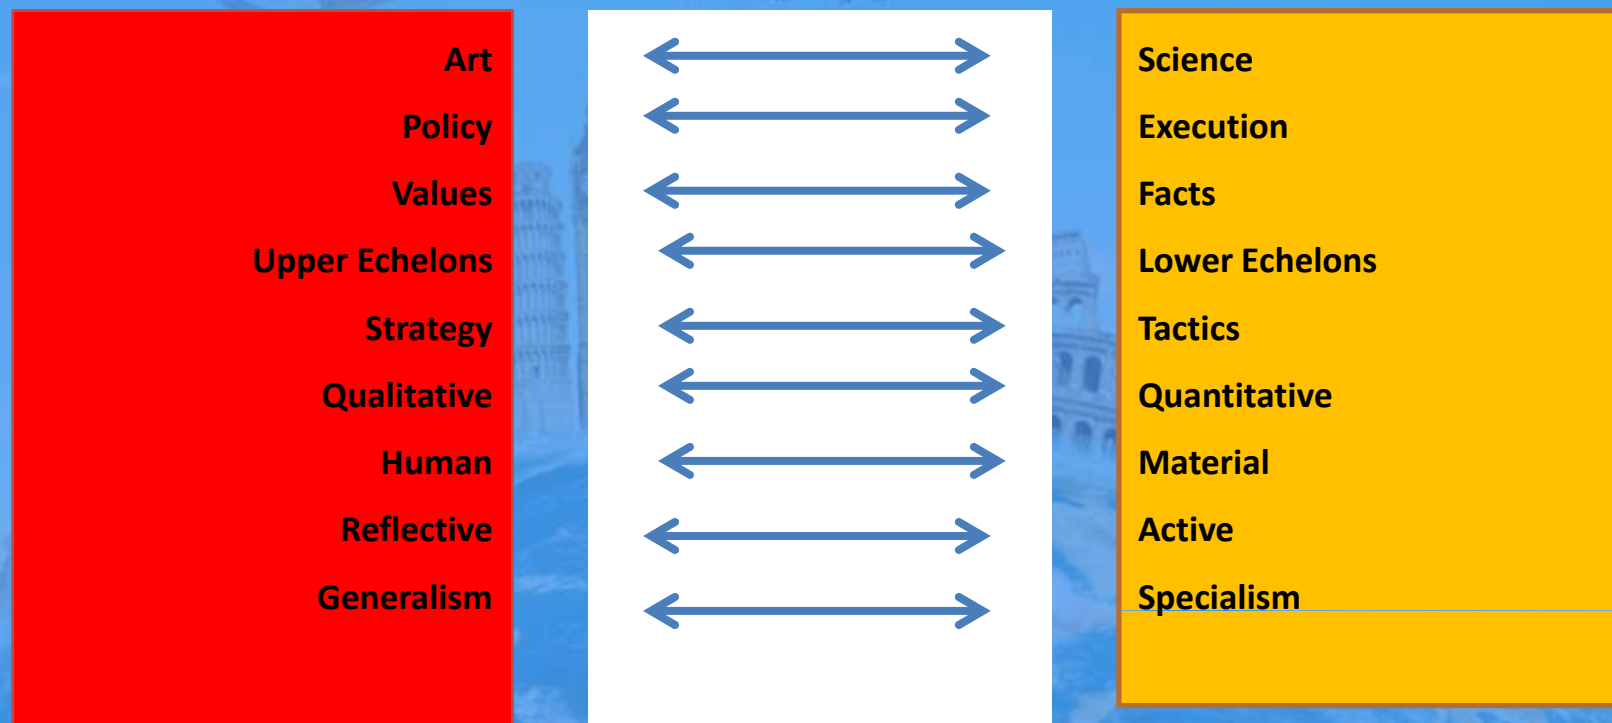 Art
Science
Policy
Execution
Values
Facts
Upper Echelons
Lower Echelons
Strategy
Tactics
Qualitative
Quantitative
Human
Material
Reflective
Active
Generalism
Specialism